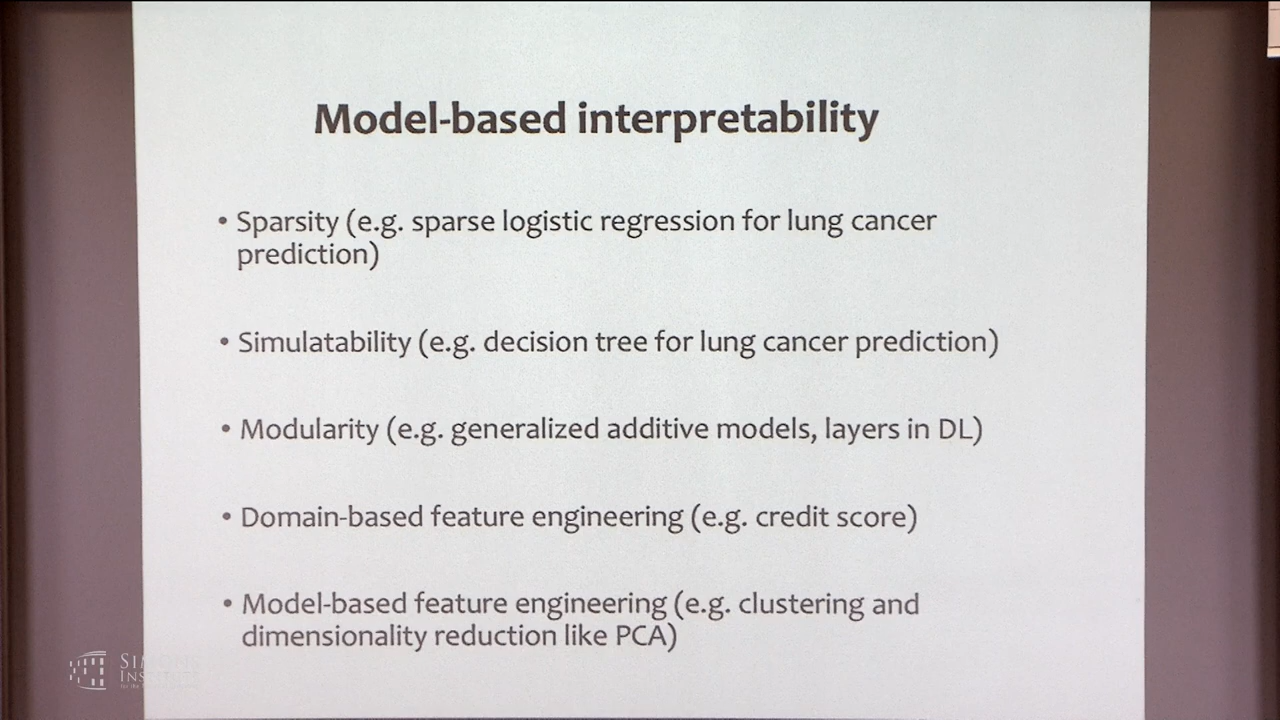 Model-based interpretability
• Sparsity (e.g. sparse logistic regression for lung cancer
prediction)
• Simulatability (e.g. decision tree for lung cancer prediction)
• Modularity (e.g. generalized additive models, layers in DL)
• Domain-based feature engineering (e.g. credit score)
• Model-based feature engineering (e.g. clustering and
dimensionality reduction like PCA)